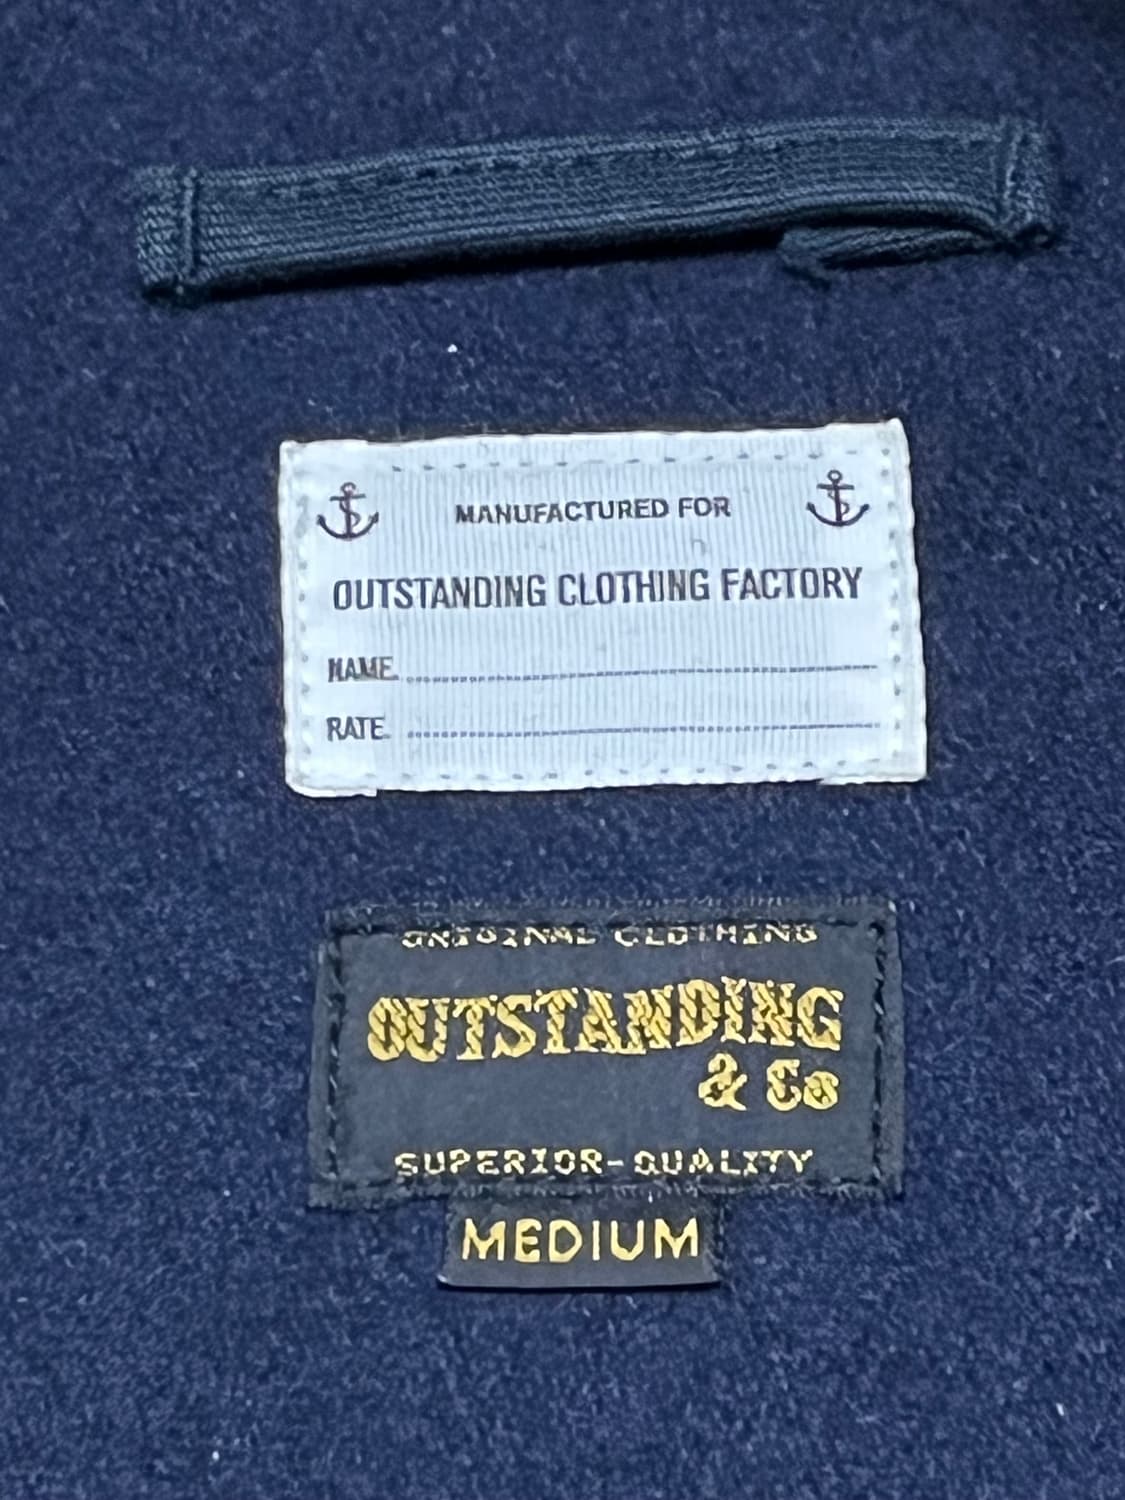 MANUFACTURED FOR
OUTSTANDING CLOTHING FACTORY
NAME
RATE
ORIGINAL CLOTHING
OUTSTANDING
& Co
SUPERIOR-QUALITY
MEDIUM